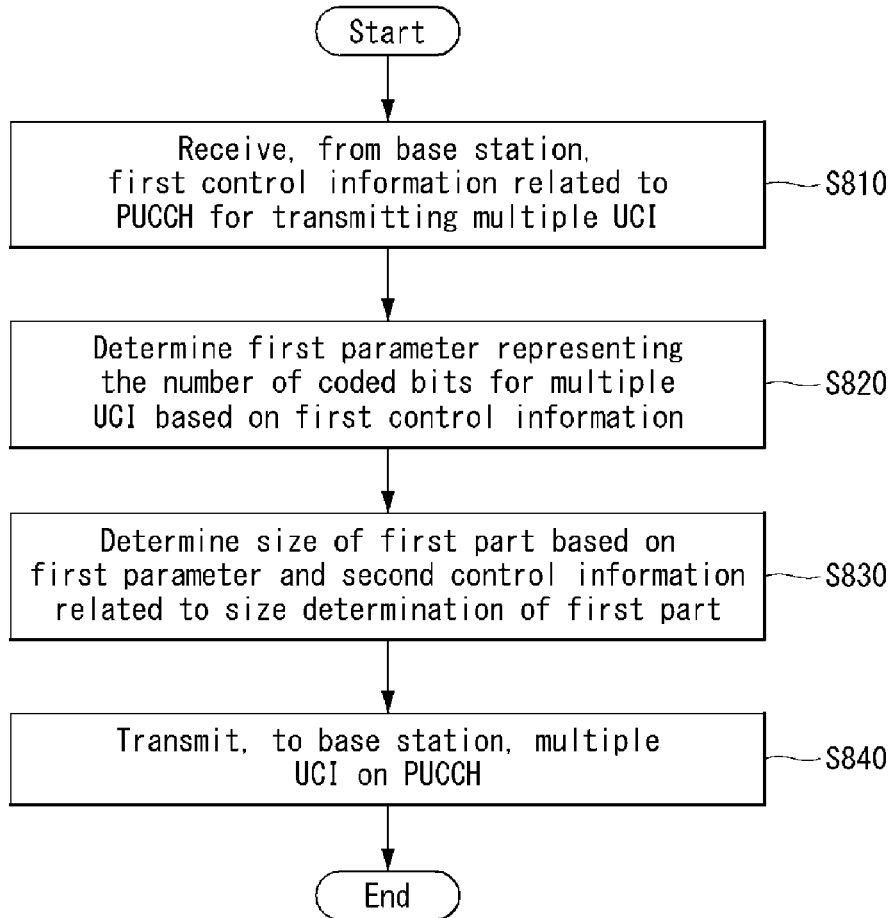 Start
Receive, from base station,
first control information related to
PUCCH for transmitting multiple UCI
S810
Determine first parameter representing
the number of coded bits for multiple
UCI based on first control information
S820
Determine size of first part based on
first parameter and second control information
related to size determination of first part
S830
Transmit, to base station, multiple
UCI on PUCCH
S840
End